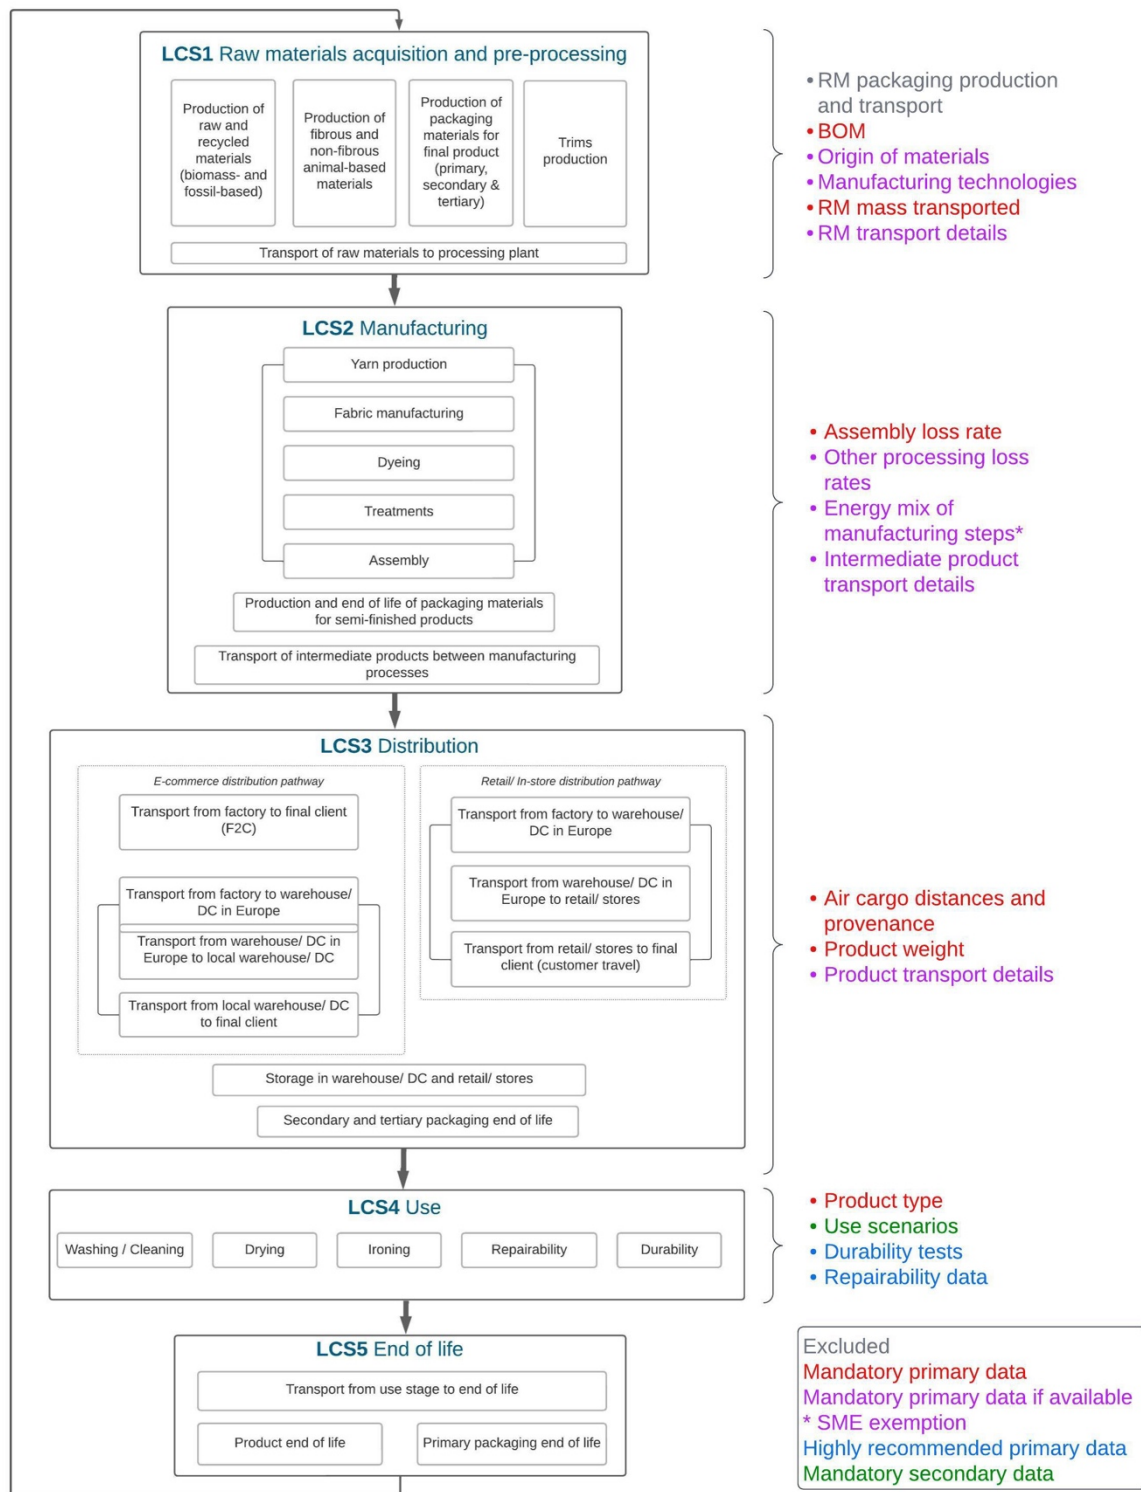 LCS1 Raw materials acquisition and pre-processing
Production of
raw and
recycled
materials
(biomass- and
fossil-based)
Production of
fibrous and
non-fibrous
animal-based
materials
Production of
packaging
materials for
final product
(primary,
secondary &
tertiary)
Trims
production
Transport of raw materials to processing plant
• RM packaging production
and transport
• BOM
• Origin of materials
• Manufacturing technologies
• RM mass transported
• RM transport details
LCS2 Manufacturing
Yarn production
Fabric manufacturing
Dyeing
Treatments
Assembly
Production and end of life of packaging materials
for semi-finished products
Transport of intermediate products between manufacturing
processes
• Assembly loss rate
• Other processing loss
rates
• Energy mix of
manufacturing steps*
• Intermediate product
transport details
LCS3 Distribution
E-commerce distribution pathway
Transport from factory to final client
(F2C)
Transport from factory to warehouse/
DC in Europe
Transport from warehouse/ DC in
Europe to local warehouse/ DC
Transport from local warehouse/ DC
to final client
Retail/ In-store distribution pathway
Transport from factory to warehouse/
DC in Europe
Transport from warehouse/ DC in
Europe to retail/ stores
Transport from retail/ stores to final
client (customer travel)
Storage in warehouse/ DC and retail/ stores
Secondary and tertiary packaging end of life
• Air cargo distances and
provenance
• Product weight
• Product transport details
LCS4 Use
Washing / Cleaning
Drying
Ironing
Repairability
Durability
• Product type
• Use scenarios
• Durability tests
• Repairability data
LCS5 End of life
Transport from use stage to end of life
Product end of life
Primary packaging end of life
Excluded
Mandatory primary data
Mandatory primary data if available
* SME exemption
Highly recommended primary data
Mandatory secondary data